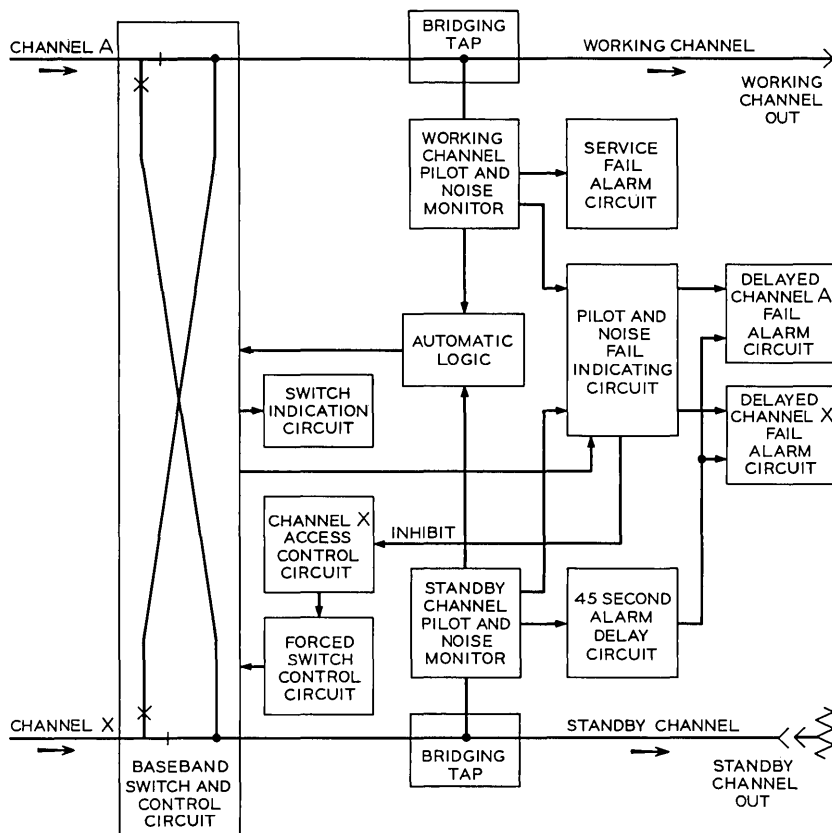 CHANNEL A
BRIDGING
TAP
WORKING CHANNEL
WORKING
CHANNEL
OUT
WORKING
CHANNEL
PILOT AND
NOISE
MONITOR
SERVICE
FAIL
ALARM
CIRCUIT
PILOT AND
NOISE
FAIL
INDICATING
CIRCUIT
DELAYED
CHANNEL A
FAIL
ALARM
CIRCUIT
AUTOMATIC
LOGIC
SWITCH
INDICATION
CIRCUIT
DELAYED
CHANNEL X
FAIL
ALARM
CIRCUIT
CHANNEL X
ACCESS
CONTROL
CIRCUIT
INHIBIT
STANDBY
CHANNEL
PILOT AND
NOISE
MONITOR
45 SECOND
ALARM
DELAY
CIRCUIT
FORCED
SWITCH
CONTROL
CIRCUIT
CHANNEL X
BRIDGING
TAP
STANDBY CHANNEL
STANDBY
CHANNEL
OUT
BASEBAND
SWITCH AND
CONTROL
CIRCUIT